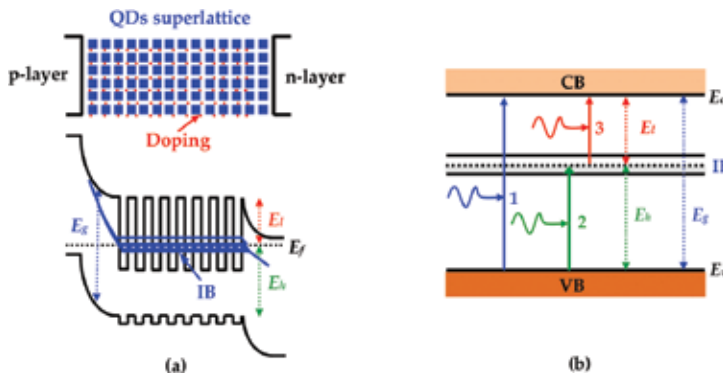 QDs superlattice
p-layer
n-layer
Doping
Eg
El
Ef
IB
Eh
(a)
CB
3
El
1
2
Eh
Eg
VB
(b)